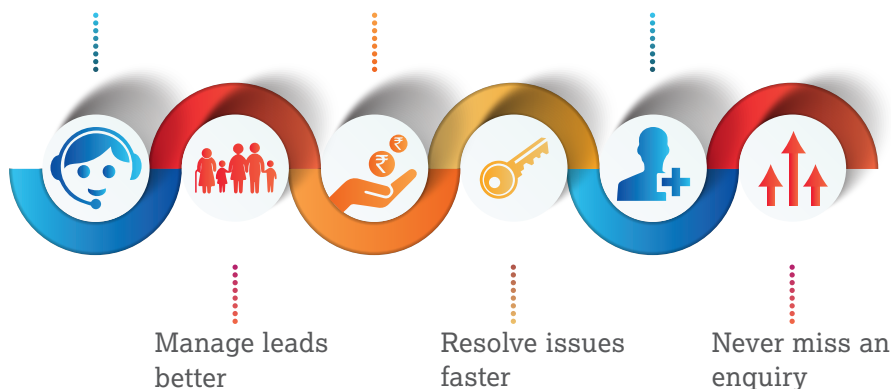 ₹
₹
Manage leads
better
Resolve issues
faster
Never miss an
enquiry